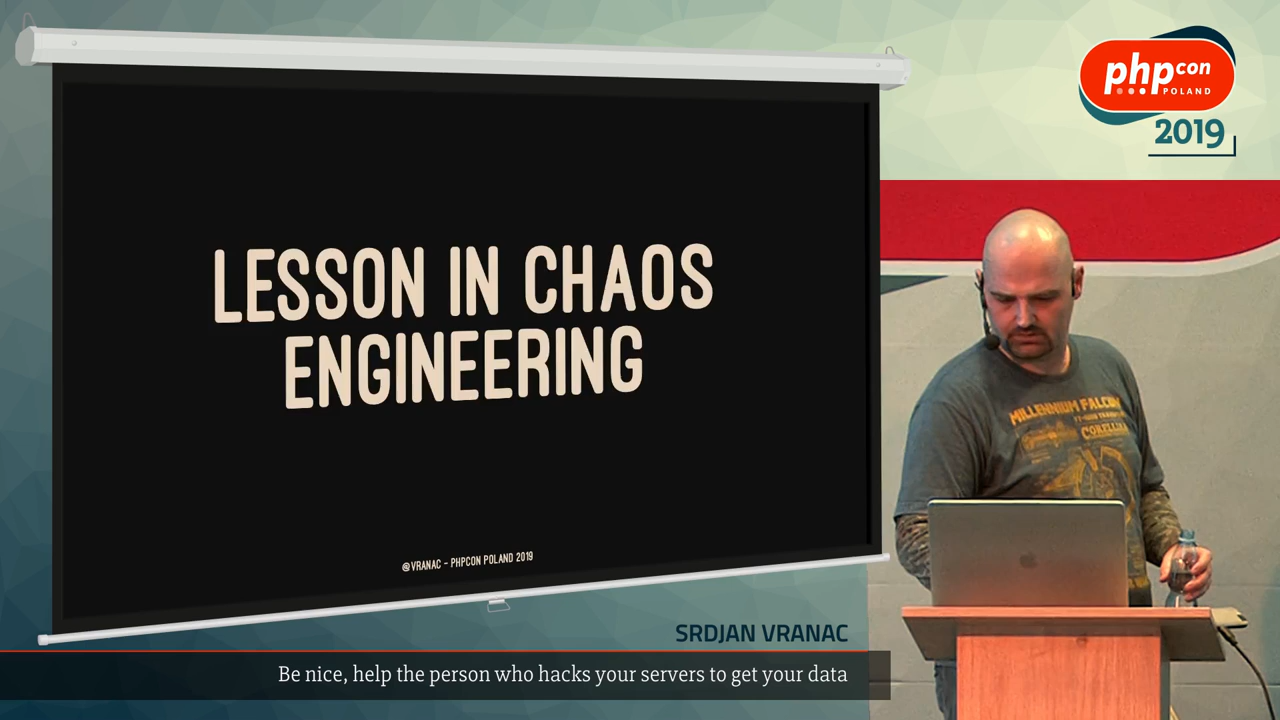 LESSON IN CHAOS
ENGINEERING
@VRANAC - PHPCON POLAND 2019
php con
POLAND
2019
MILLENNIUM FALCON
CORELLIA
SRDJAN VRANAC
Be nice, help the person who hacks your servers to get your data